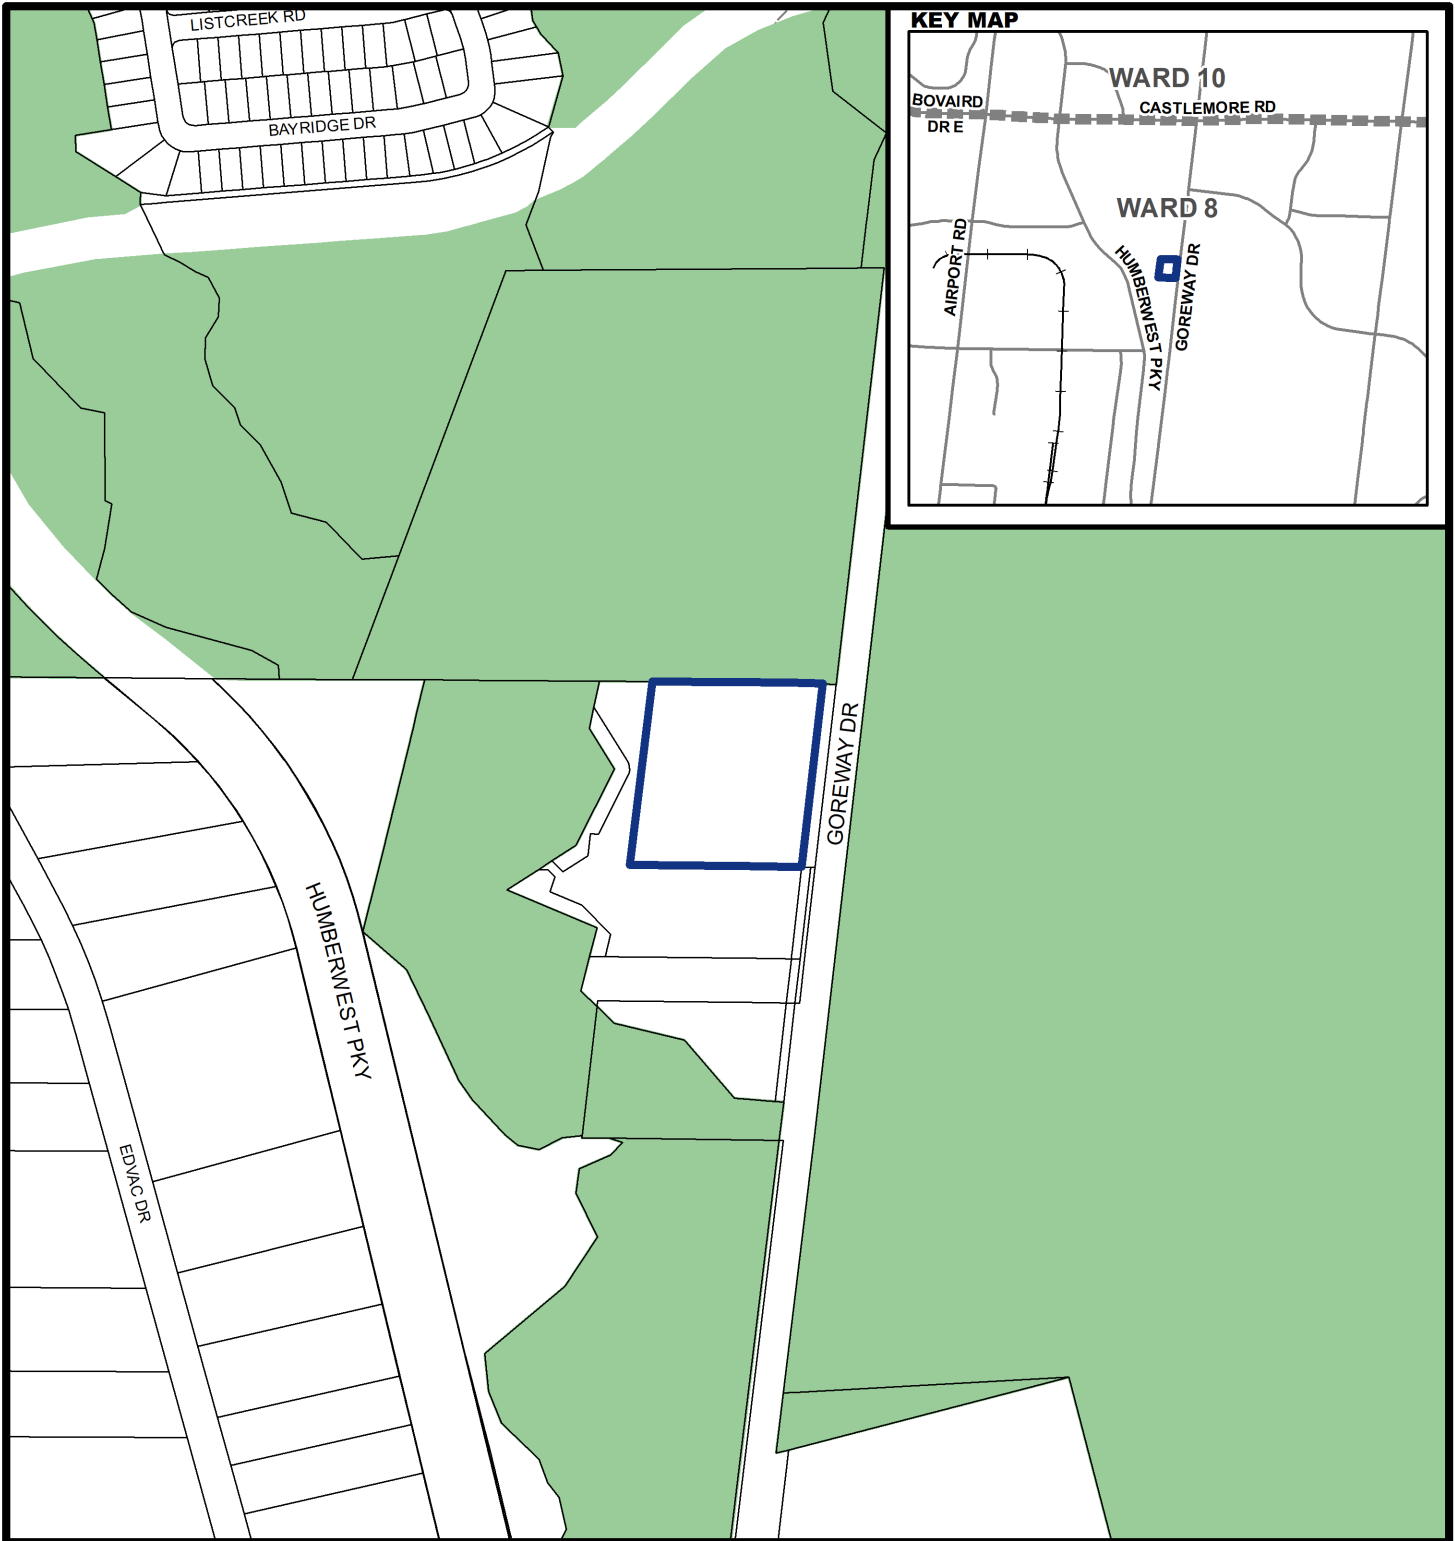 LISTCREEK RD
BAYRIDGE DR
KEY MAP
WARD 10
BOVAIRD
DR E
CASTLEMORE RD
WARD 8
AIRPORT RD
HUMBERWEST PKY
GOREWAY DR
GOREWAY DR
HUMBERWEST PKY
EDVAC DR